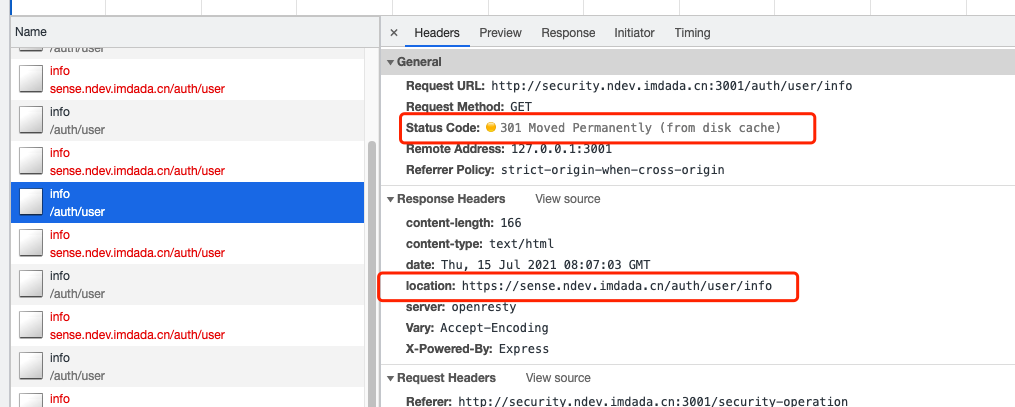 Name
/auth/user
info
sense.ndev.imdada.cn/auth/user
info
/auth/user
info
sense.ndev.imdada.cn/auth/user
info
/auth/user
info
sense.ndev.imdada.cn/auth/user
info
/auth/user
info
sense.ndev.imdada.cn/auth/user
info
/auth/user
info
× Headers Preview Response Initiator Timing
General
Request URL: http://security.ndev.imdada.cn:3001/auth/user/info
Request Method: GET
Status Code: 301 Moved Permanently (from disk cache)
Remote Address: 127.0.0.1:3001
Referrer Policy: strict-origin-when-cross-origin
Response Headers View source
content-length: 166
content-type: text/html
date: Thu, 15 Jul 2021 08:07:03 GMT
location: https://sense.ndev.imdada.cn/auth/user/info
server: openresty
Vary: Accept-Encoding
X-Powered-By: Express
Request Headers View source
Referer: http://security.ndev.imdada.cn:3001/security-operation